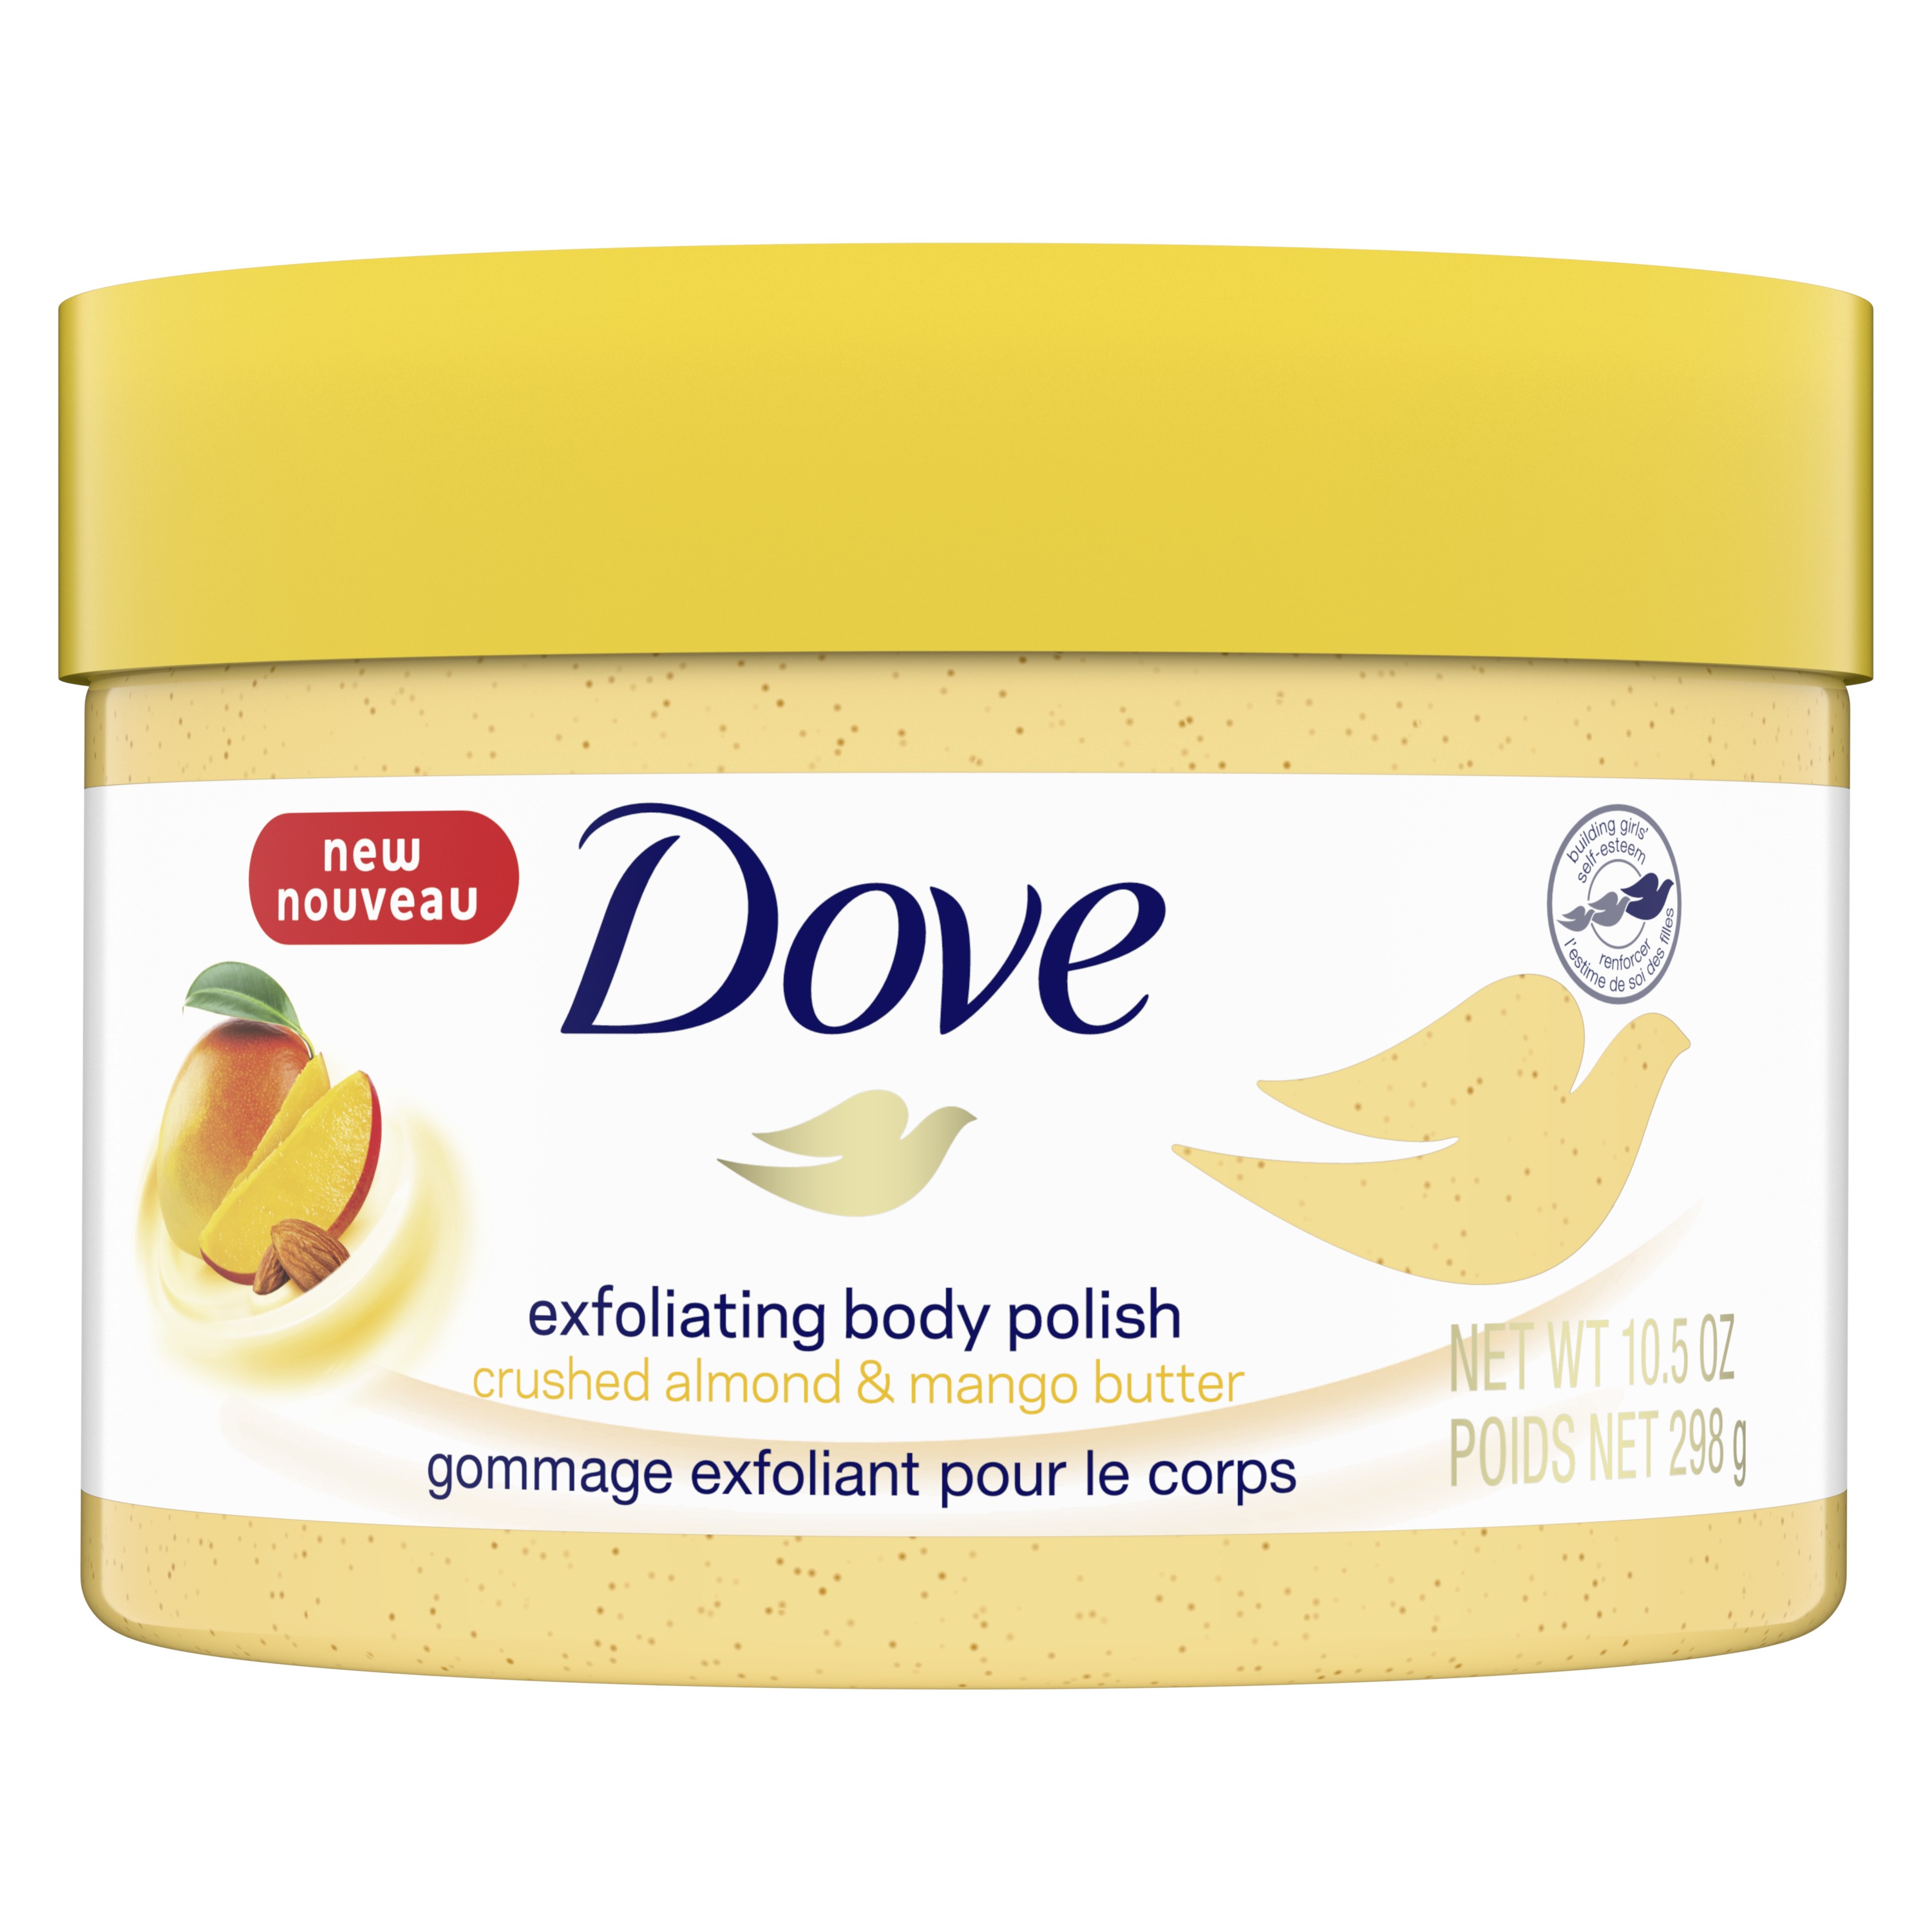 new
nouveau
Dove
building girls'
self-esteem
renforcer
l'estime de soi des filles
exfoliating body polish
crushed almond & mango butter
gommage exfoliant pour le corps
NET WT 10.5 OZ
POIDS NET 298 g